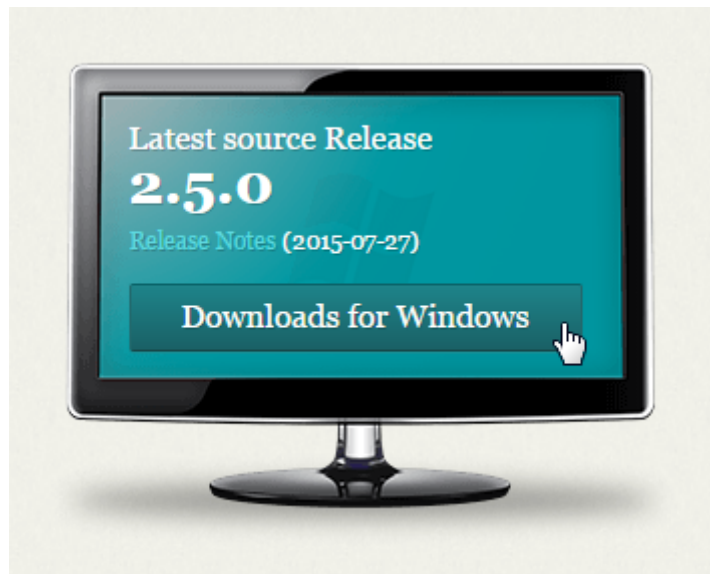 Latest source Release
2.5.0
Release Notes (2015-07-27)
Downloads for Windows